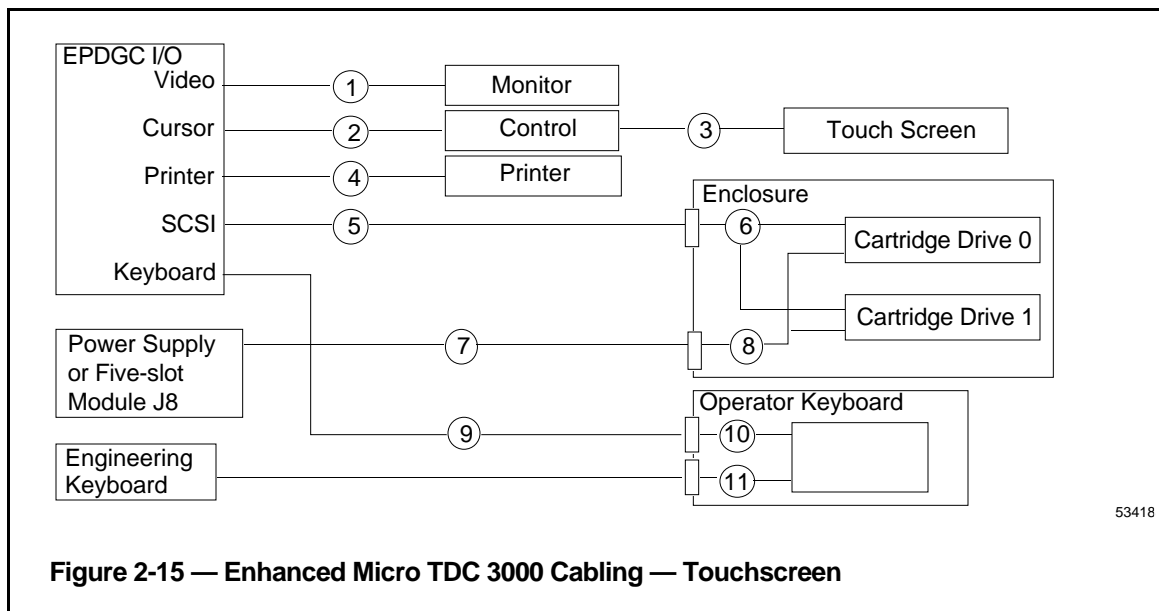 EPDGC I/O
Video
1
Monitor
Cursor
2
Control
3
Touch Screen
Printer
4
Printer
Enclosure
SCSI
5
6
Cartridge Drive 0
Keyboard
Cartridge Drive 1
Power Supply
or Five-slot
Module J8
7
8
Operator Keyboard
9
10
Engineering
Keyboard
11
53418
Figure 2-15 — Enhanced Micro TDC 3000 Cabling — Touchscreen